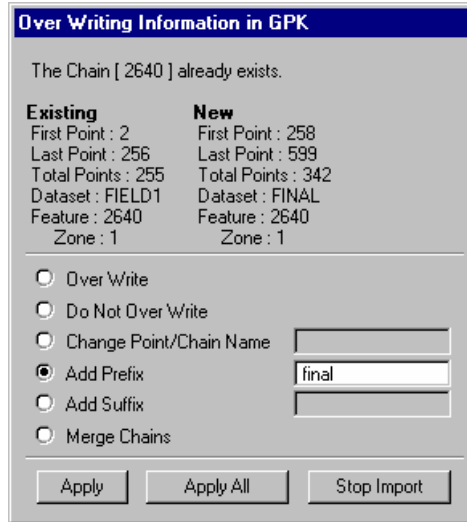 Over Writing Information in GPK
The Chain [ 2640 ] already exists.
Existing New
First Point : 2 First Point : 258
Last Point : 256 Last Point : 599
Total Points : 255 Total Points : 342
Dataset : FIELD1 Dataset : FINAL
Feature : 2640 Feature : 2640
Zone : 1 Zone : 1
Over Write
Do Not Over Write
Change Point/Chain Name
Add Prefix final
Add Suffix
Merge Chains
Apply Apply All Stop Import